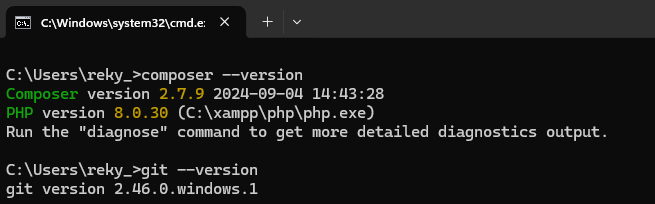 C:\Windows\system32\cmd.e:
C:\Users\reky_>composer --version
Composer version 2.7.9 2024-09-04 14:43:28
PHP version 8.0.30 (C:\xampp\php\php.exe)
Run the "diagnose" command to get more detailed diagnostics output.
C:\Users\reky_>git --version
git version 2.46.0.windows.1